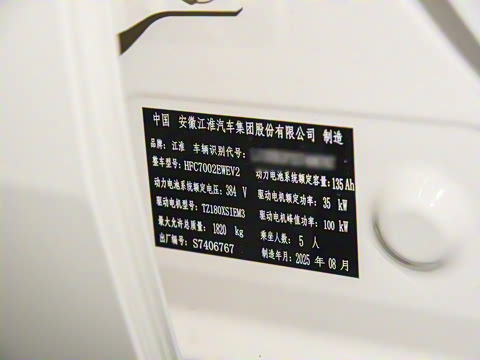 中国 安徽江淮汽车集团股份有限公司 制造
品牌：江淮 车辆识别代号：
整车型号：HFC7002EWEV2 动力电池系统额定容量：135 Ah
动力电池系统额定电压：384 V 驱动电机额定功率：35 kW
驱动电机型号：TZ180XS1EM3 驱动电机峰值功率：100 kW
最大允许总质量：1820 kg 乘坐人数：5 人
出厂编号：S7406767 制造年月：2025 年 08 月